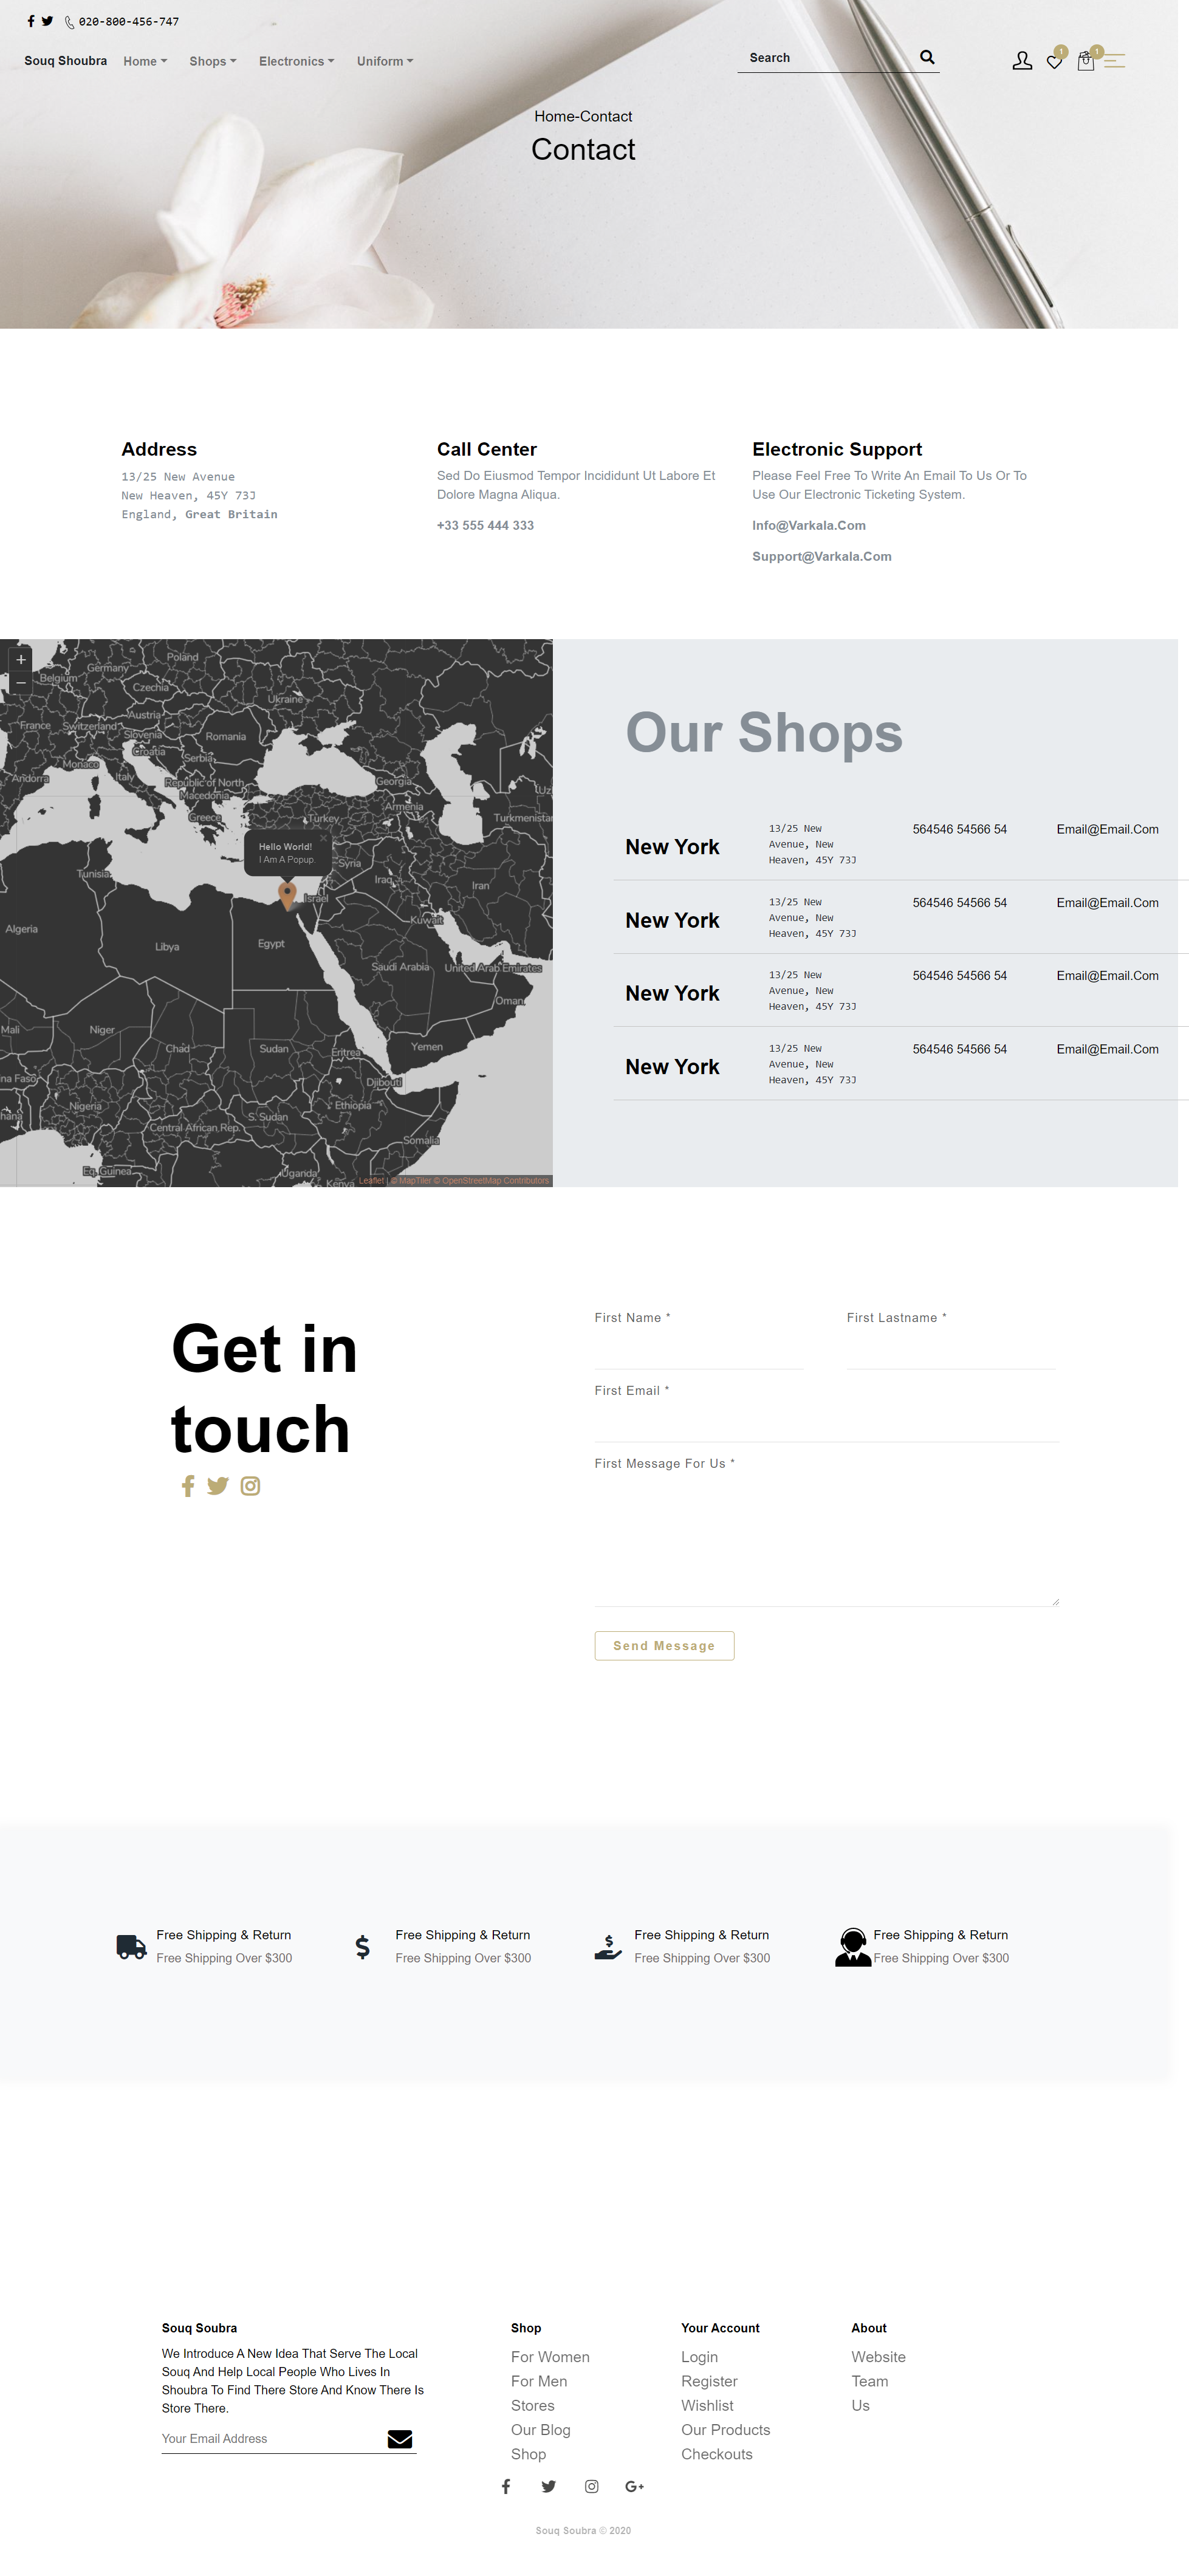 020-800-456-747
Souq Shoubra Home Shops Electronics Uniform Search 1 1
Home-Contact
Contact
Address
13/25 New Avenue
New Heaven, 45Y 73J
England, Great Britain
Call Center
Sed Do Eiusmod Tempor Incididunt Ut Labore Et
Dolore Magna Aliqua.
+33 555 444 333
Electronic Support
Please Feel Free To Write An Email To Us Or To
Use Our Electronic Ticketing System.
Info@Varkala.Com
Support@Varkala.Com
+
−
Poland
Germany
Belgium
Czechia
Ukraine
Austria
France
Switzerland
Slovenia
Romania
Croatia
Serbia
Monaco
Italy
Andorra
Republic of North
Macedonia
Georgia
Uz
Armenia
Greece
Turkey
Turkmenistan
Hello World!
I Am A Popup.
Syria
Tunisia
Iraq
Iran
Israel
Kuwait
Algeria
Libya
Egypt
Saudi Arabia
United Arab Emirates
Oman
Mali
Niger
Chad
Sudan
Eritrea
Yemen
na Faso
Djibouti
Nigeria
Ethiopia
hana
S. Sudan
Central African Rep.
Somalia
Eq. Guinea
Uganda
Kenya
Leaflet | © MapTiler © OpenStreetMap Contributors
Our Shops
New York
13/25 New
Avenue, New
Heaven, 45Y 73J
564546 54566 54
Email@Email.Com
New York
13/25 New
Avenue, New
Heaven, 45Y 73J
564546 54566 54
Email@Email.Com
New York
13/25 New
Avenue, New
Heaven, 45Y 73J
564546 54566 54
Email@Email.Com
New York
13/25 New
Avenue, New
Heaven, 45Y 73J
564546 54566 54
Email@Email.Com
Get in
touch
First Name *
First Lastname *
First Email *
First Message For Us *
Send Message
Free Shipping & Return
Free Shipping Over $300
Free Shipping & Return
Free Shipping Over $300
Free Shipping & Return
Free Shipping Over $300
Free Shipping & Return
Free Shipping Over $300
Souq Soubra
We Introduce A New Idea That Serve The Local
Souq And Help Local People Who Lives In
Shoubra To Find There Store And Know There Is
Store There.
Your Email Address
Shop
For Women
For Men
Stores
Our Blog
Shop
Your Account
Login
Register
Wishlist
Our Products
Checkouts
About
Website
Team
Us
Souq Soubra © 2020